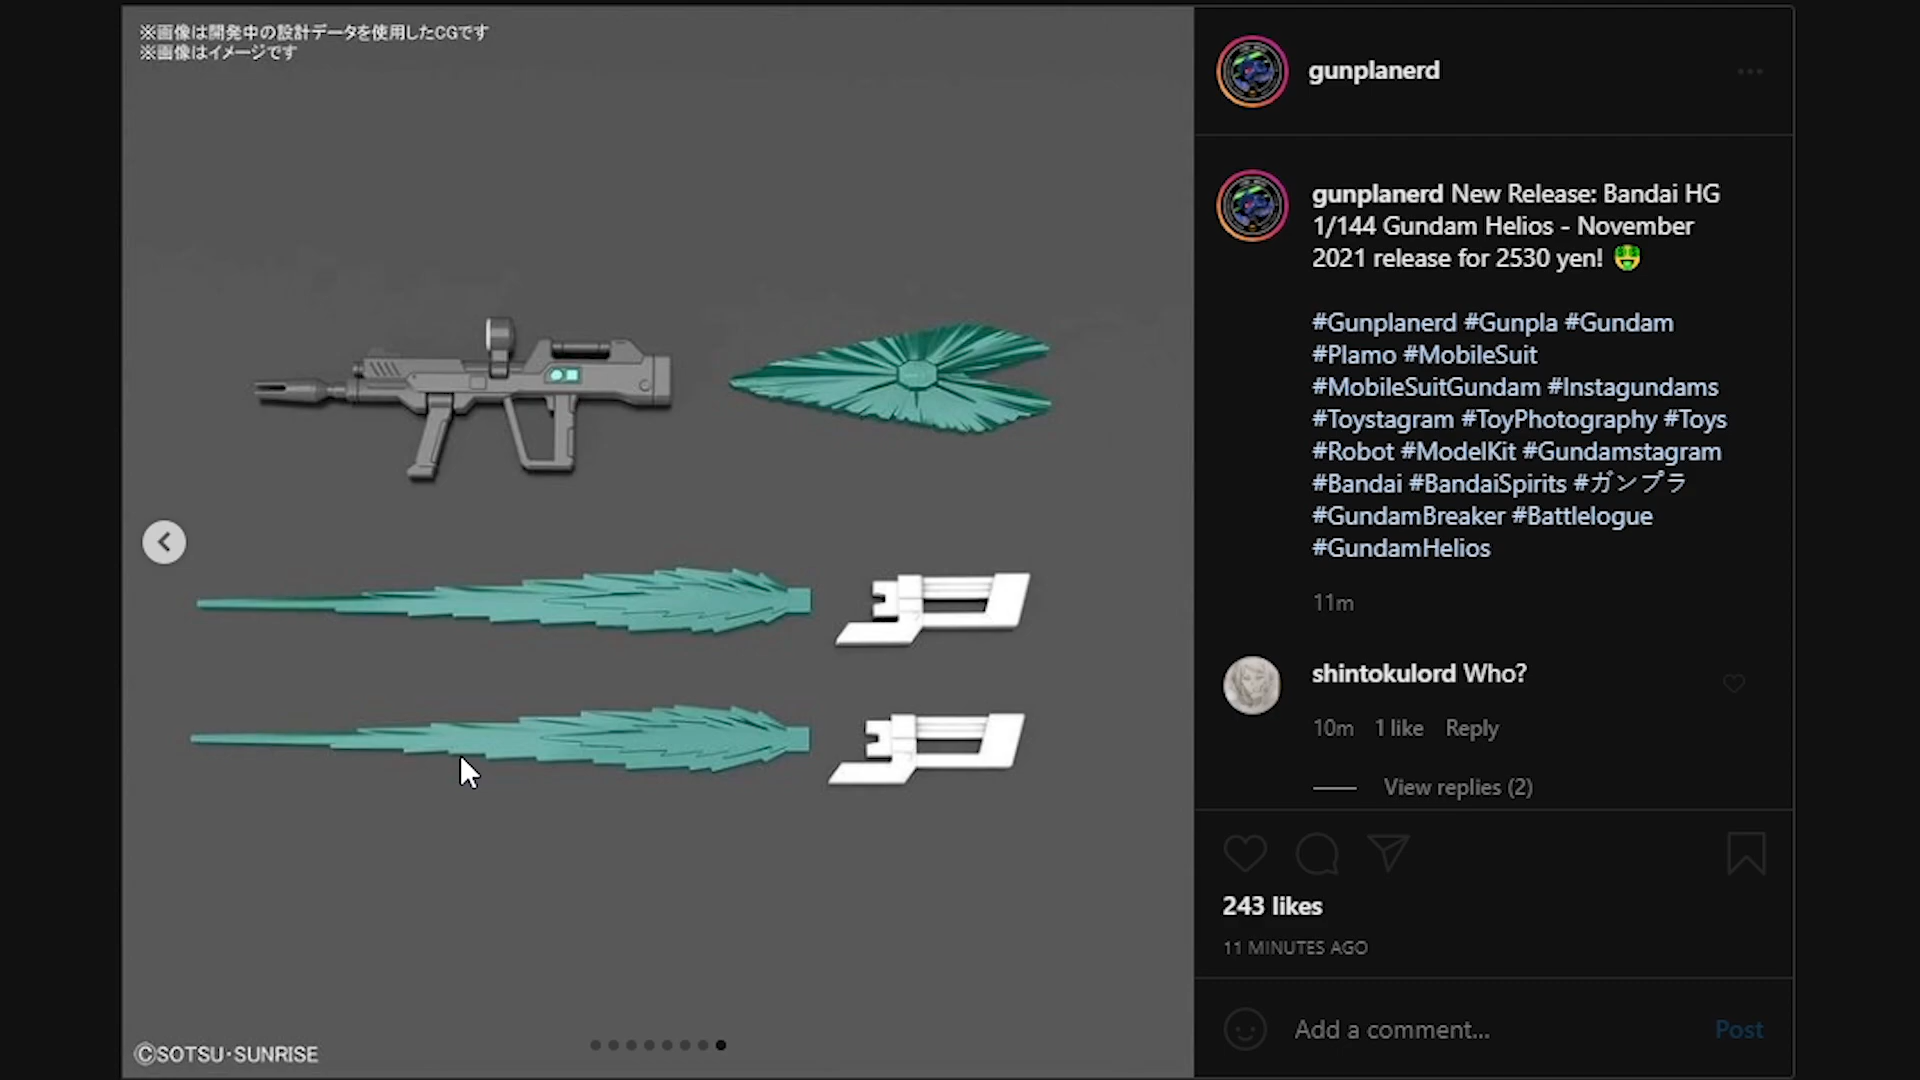 ※画像は開発中の設計データを使用したCGです
※画像はイメージです
©SOTSU・SUNRISE
gunplanerd
gunplanerd New Release: Bandai HG
1/144 Gundam Helios - November
2021 release for 2530 yen! 🤑
#Gunplanerd #Gunpla #Gundam
#Plamo #MobileSuit
#MobileSuitGundam #Instagundams
#Toystagram #ToyPhotography #Toys
#Robot #ModelKit #Gundamstagram
#Bandai #BandaiSpirits #ガンプラ
#GundamBreaker #Battlelogue
#GundamHelios
11m
shintokulord Who?
10m 1 like Reply
View replies (2)
243 likes
11 MINUTES AGO
Add a comment... Post